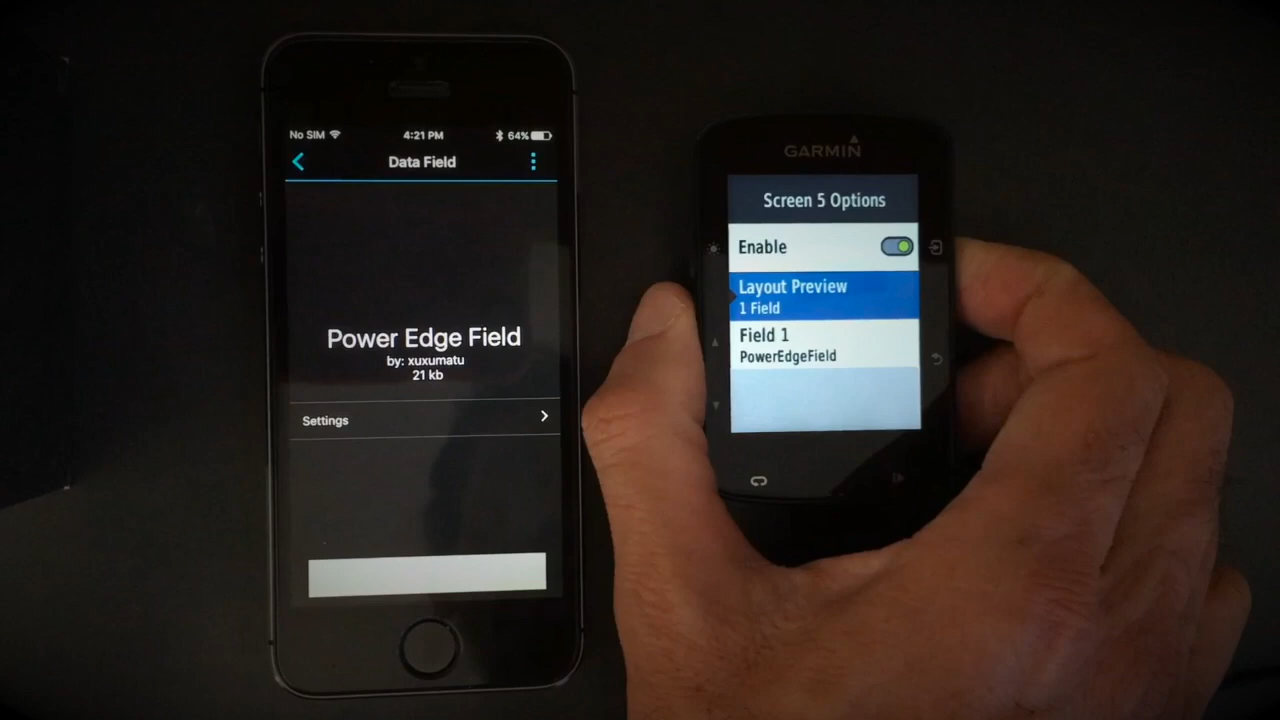 No SIM 4:21 PM 64%
Data Field
Power Edge Field
by: xuxumatu
21 kb
Settings
GARMIN
Screen 5 Options
Enable
Layout Preview
1 Field
Field 1
PowerEdgeField